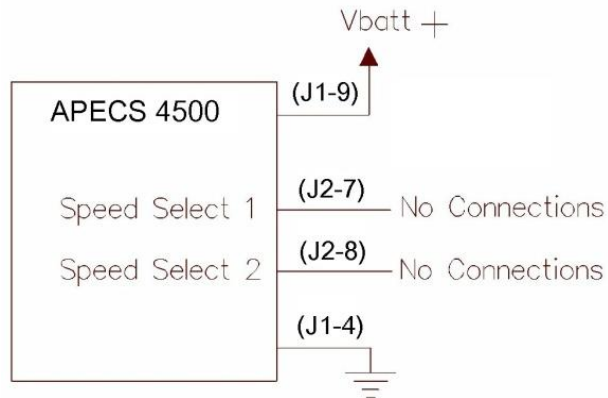 Vbatt +
(J1-9)
APECS 4500
(J2-7)
Speed Select 1
No Connections
(J2-8)
Speed Select 2
No Connections
(J1-4)